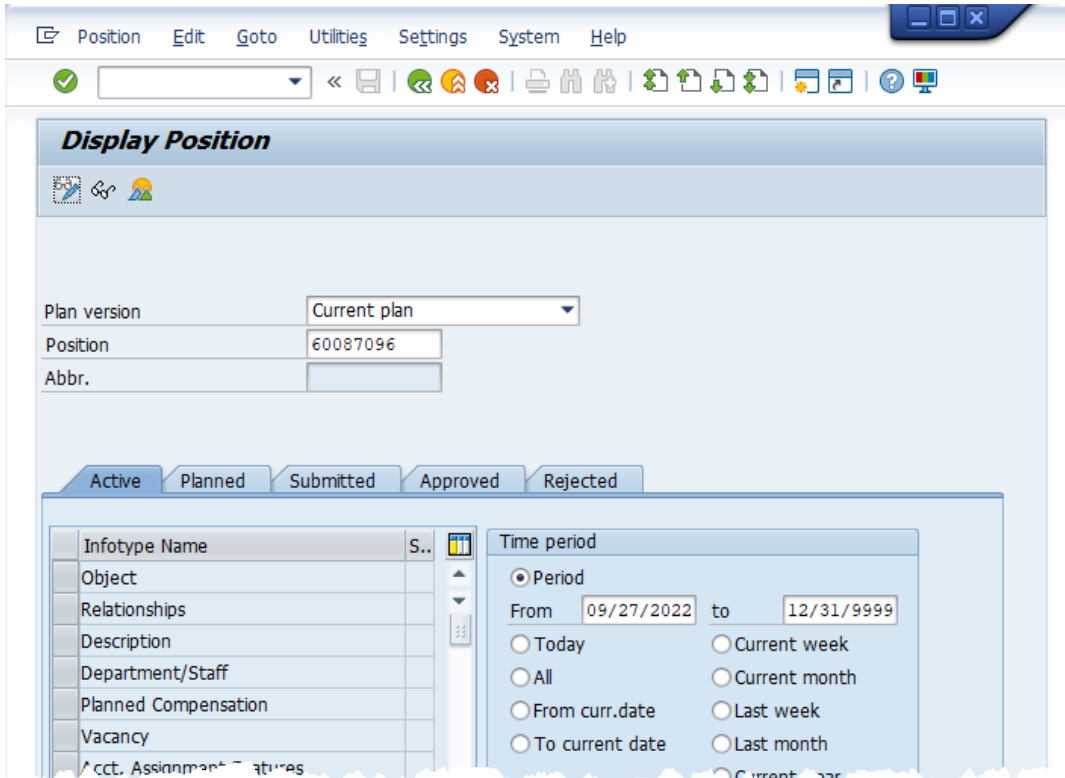 Position Edit Goto Utilities Settings System Help
Display Position
Plan version Current plan
Position 60087096
Abbr.
Active Planned Submitted Approved Rejected
Infotype Name S..
Object
Relationships
Description
Department/Staff
Planned Compensation
Vacancy
Acct. Assignment
Time period
Period
From 09/27/2022 to 12/31/9999
Today Current week
All Current month
From curr.date Last week
To current date Last month
Current